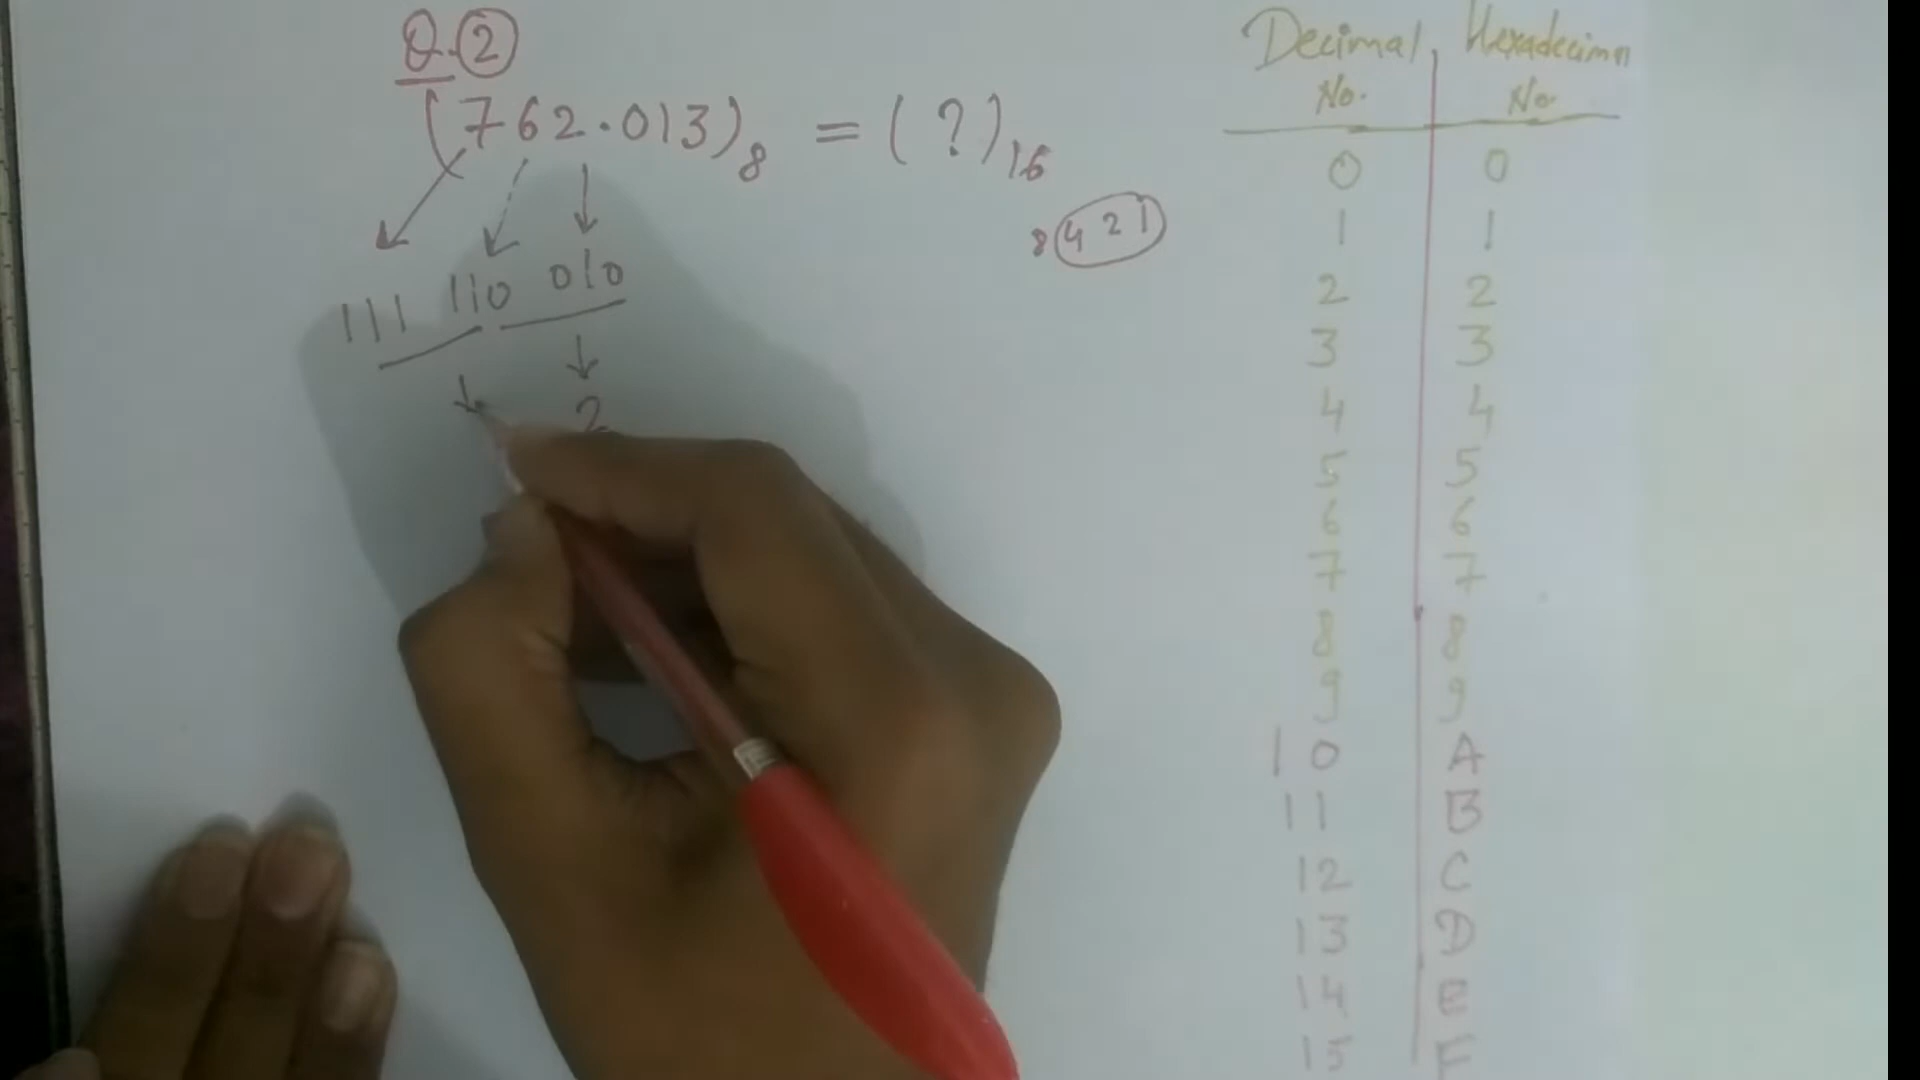 Q.2
(762.013)8 = (?)16
8 4 2 1
111 110 010
2
Decimal No. Hexadecimal No
0 0
1 1
2 2
3 3
4 4
5 5
6 6
7 7
8 8
9 9
10 A
11 B
12 C
13 D
14 E
15 F